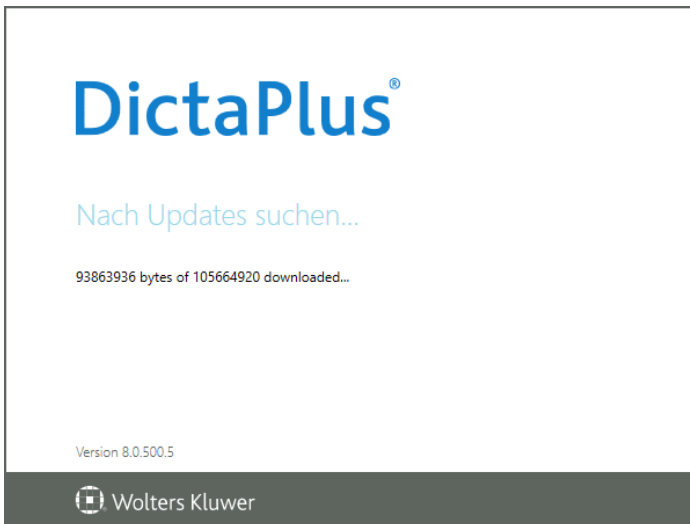 DictaPlus®
Nach Updates suchen...
93863936 bytes of 105664920 downloaded...
Version 8.0.500.5
Wolters Kluwer